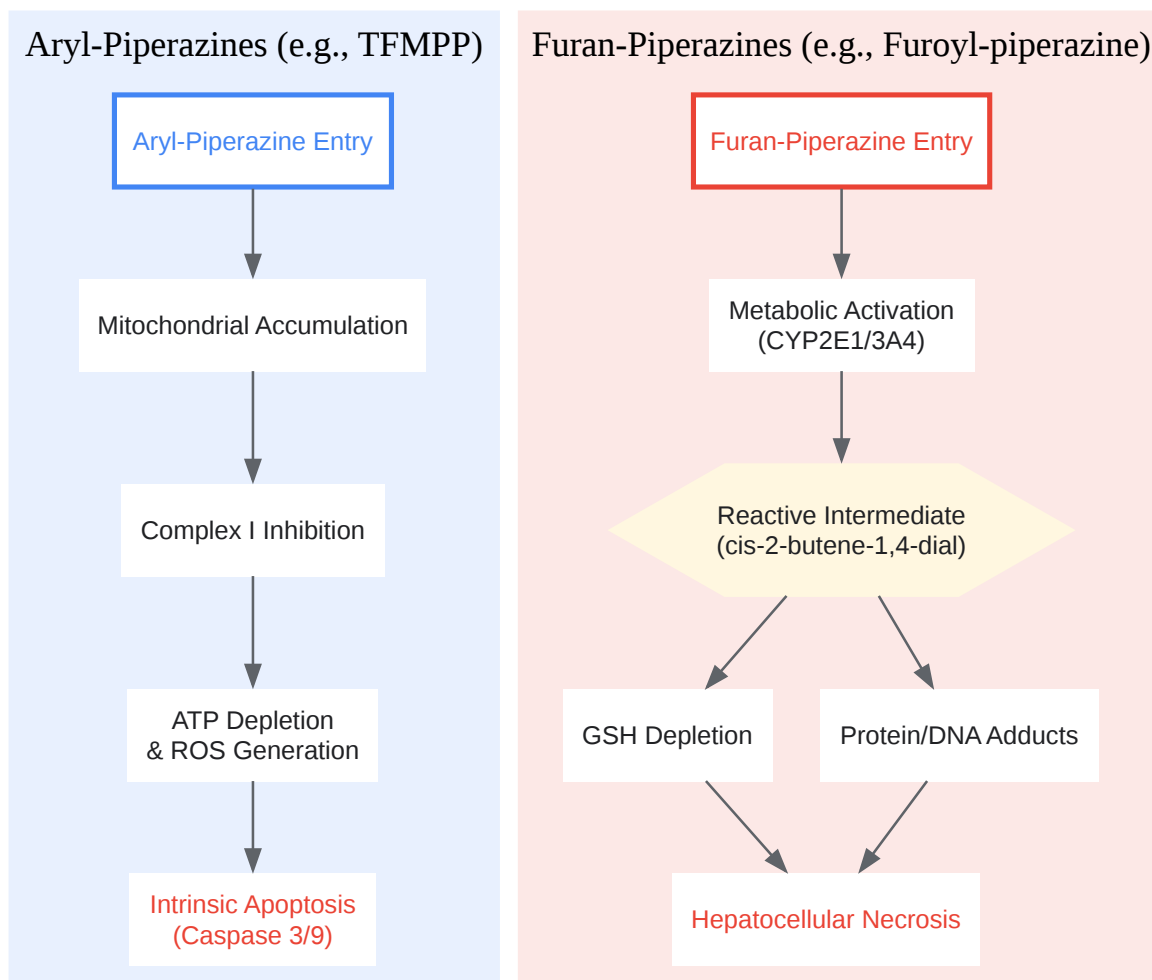 Aryl-Piperazines (e.g., TFMPP)
Aryl-Piperazine Entry
Mitochondrial Accumulation
Complex I Inhibition
ATP Depletion
& ROS Generation
Intrinsic Apoptosis
(Caspase 3/9)
Furan-Piperazines (e.g., Furoyl-piperazine)
Furan-Piperazine Entry
Metabolic Activation
(CYP2E1/3A4)
Reactive Intermediate
(cis-2-butene-1,4-dial)
GSH Depletion
Protein/DNA Adducts
Hepatocellular Necrosis